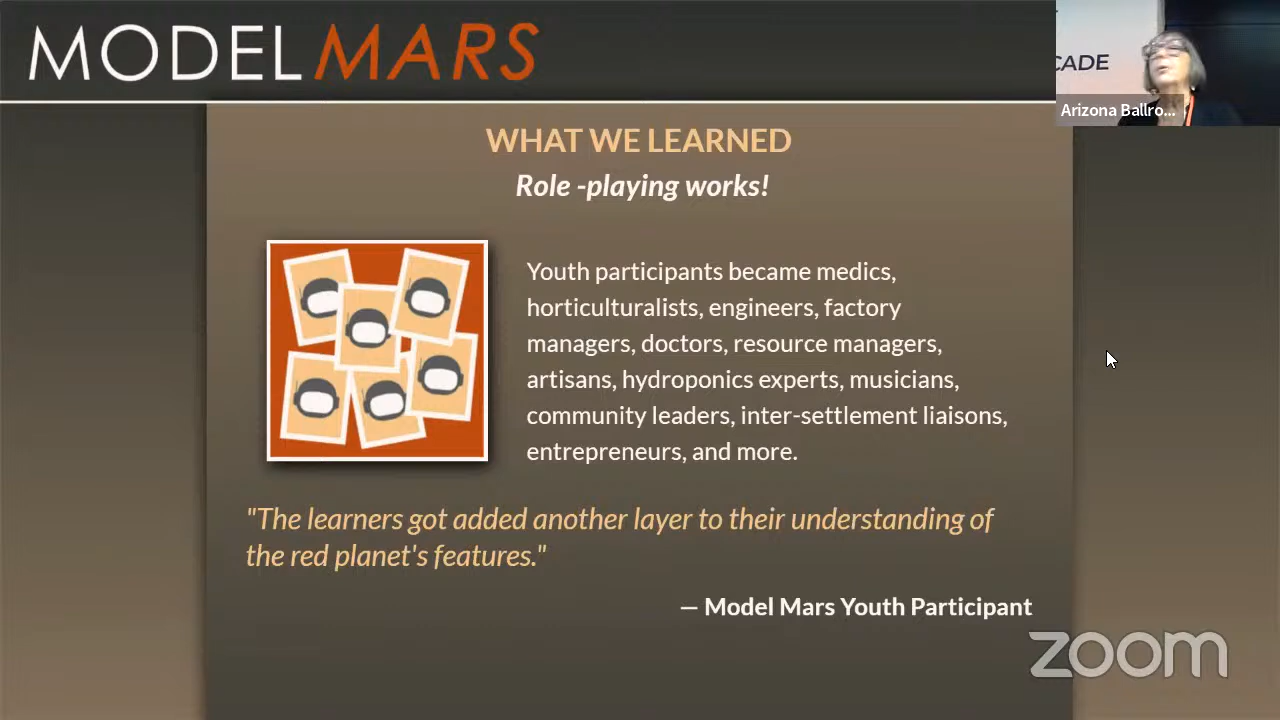 MODELMARS
CADE
Arizona Ballro...
WHAT WE LEARNED
Role -playing works!
Youth participants became medics,
horticulturalists, engineers, factory
managers, doctors, resource managers,
artisans, hydroponics experts, musicians,
community leaders, inter-settlement liaisons,
entrepreneurs, and more.
"The learners got added another layer to their understanding of
the red planet's features."
— Model Mars Youth Participant
zoom